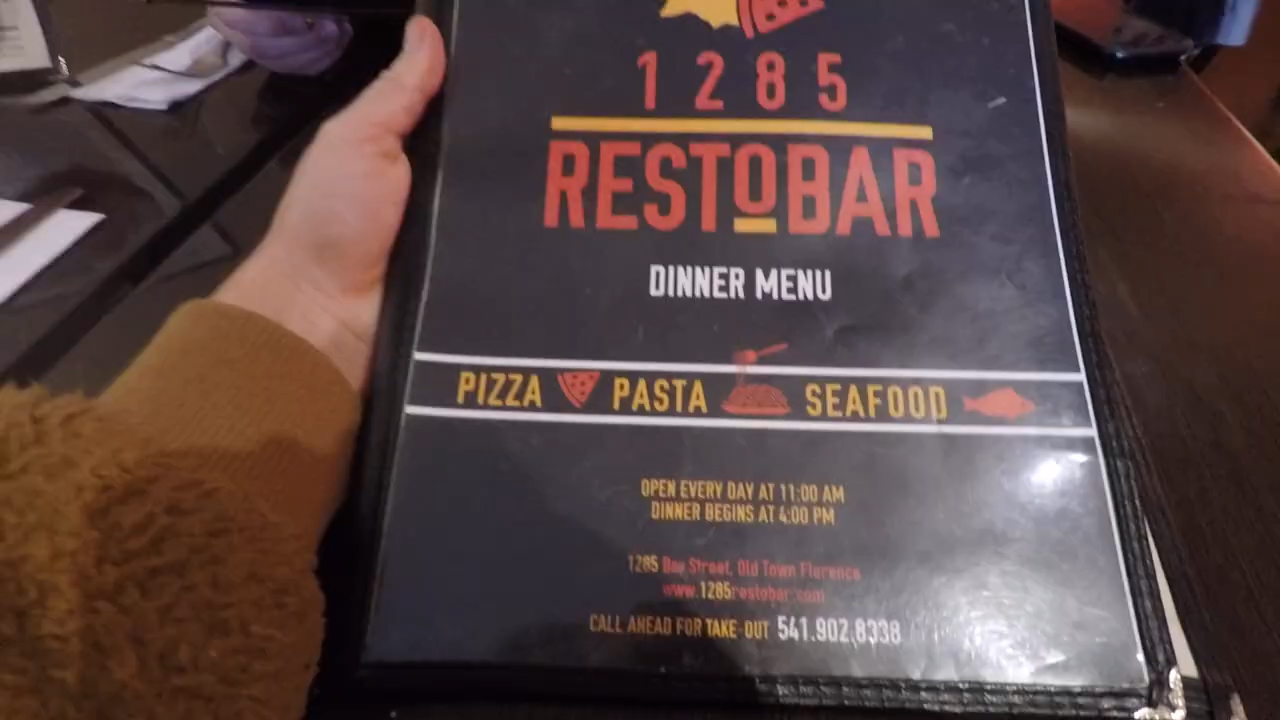 1285
RESTOBAR
DINNER MENU
PIZZA PASTA SEAFOOD
OPEN EVERY DAY AT 11:00 AM
DINNER BEGINS AT 4:00 PM
1285 Bay Street, Old Town Florence
www.1285restobar.com
CALL AHEAD FOR TAKE-OUT 541.902.8338